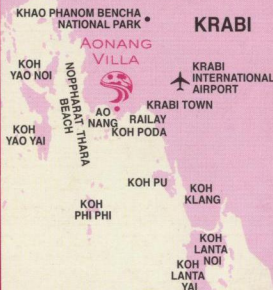 KHAO PHANOM BENCHA
NATIONAL PARK
KRABI
AONANG
VILLA
KOH
YAO NOI
KRABI
INTERNATIONAL
AIRPORT
NOPPHARAT THARA
BEACH
KRABI TOWN
AO
NANG
RAILAY
KOH PODA
KOH
YAO YAI
KOH PU
KOH
KLANG
KOH
PHI PHI
KOH
LANTA
NOI
KOH
LANTA
YAI